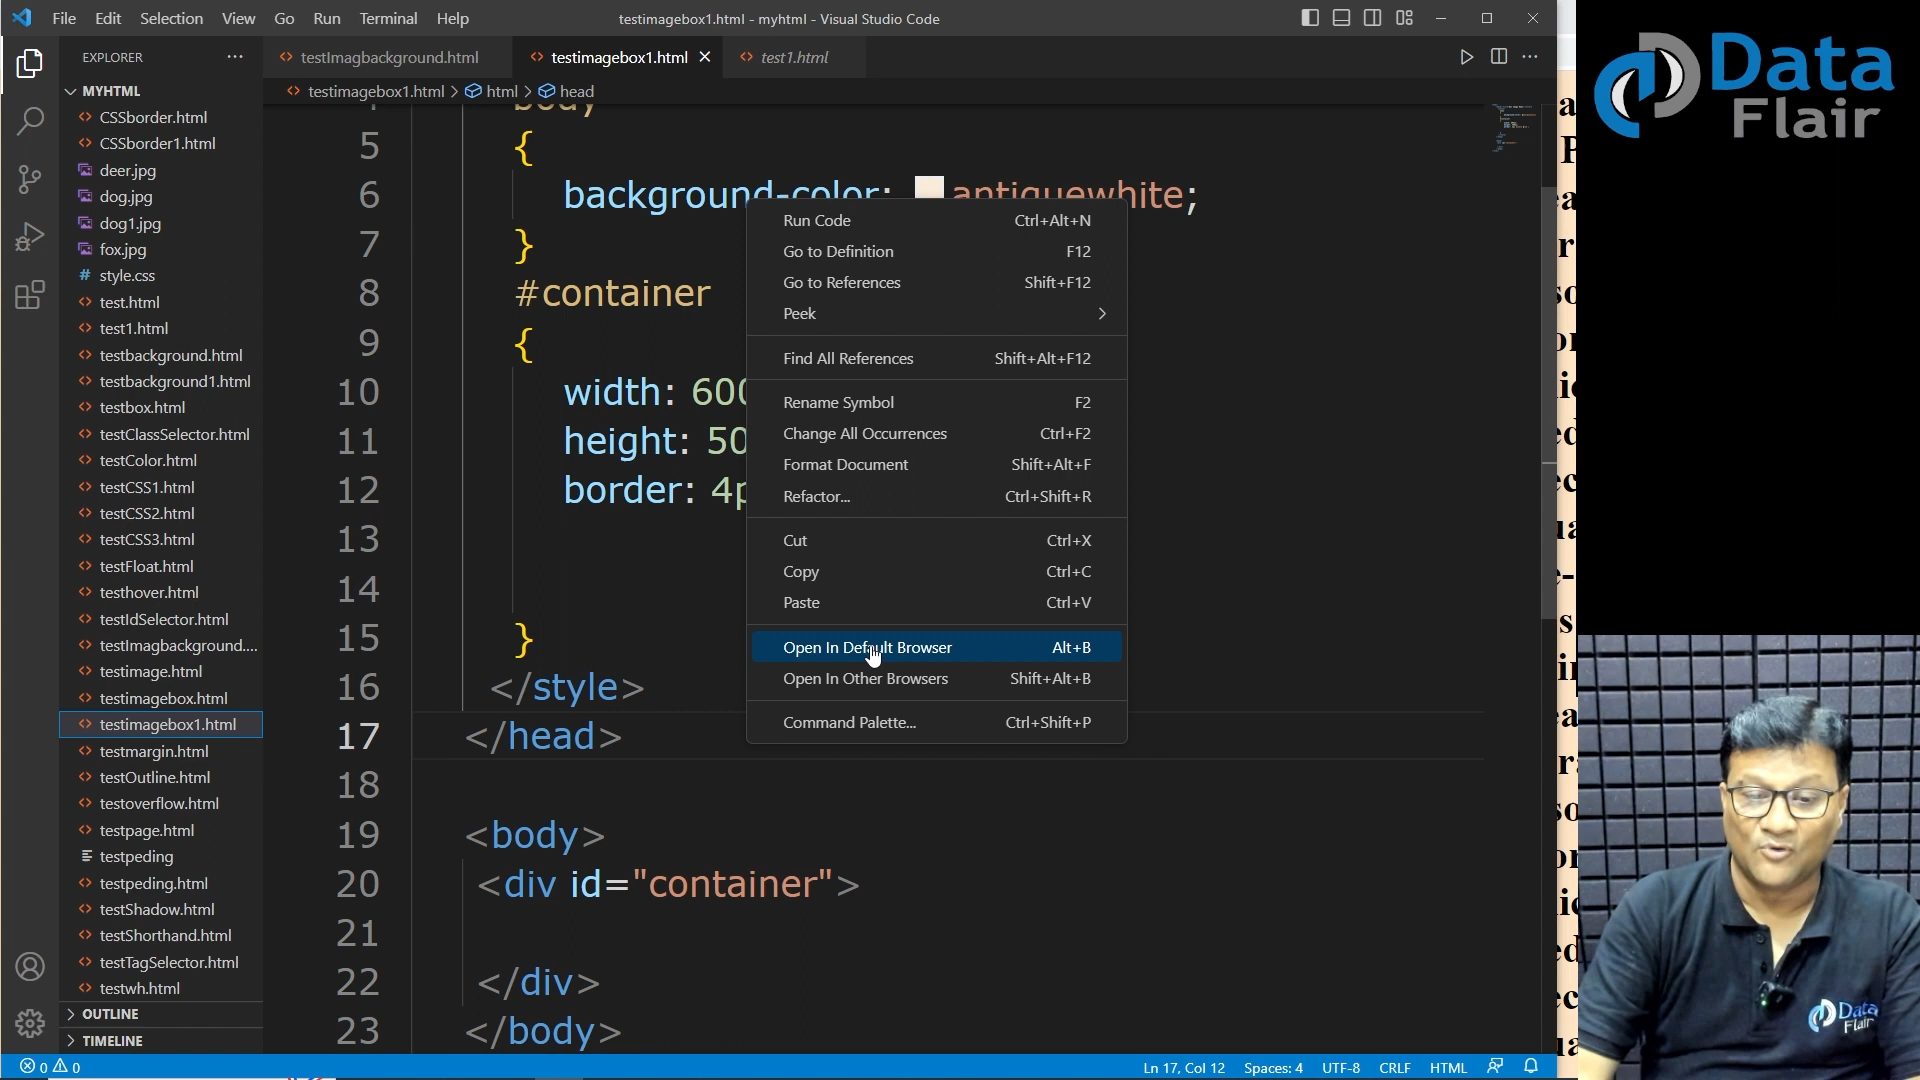 File Edit Selection View Go Run Terminal Help
testimagebox1.html - myhtml - Visual Studio Code
EXPLORER
testImagbackground.html
testimagebox1.html
test1.html
testimagebox1.html > html > head
MYHTML
CSSborder.html
CSSborder1.html
deer.jpg
dog.jpg
dog1.jpg
fox.jpg
# style.css
test.html
test1.html
testbackground.html
testbackground1.html
testbox.html
testClassSelector.html
testColor.html
testCSS1.html
testCSS2.html
testCSS3.html
testFloat.html
testhover.html
testIdSelector.html
testImagbackground....
testimage.html
testimagebox.html
testimagebox1.html
testmargin.html
testOutline.html
testoverflow.html
testpage.html
testpeding
testpeding.html
testShadow.html
testShorthand.html
testTagSelector.html
testwh.html
OUTLINE
TIMELINE
body
5 {
6 background-color: antiquewhite;
7 }
8 #container
9 {
10 width: 600
11 height: 50
12 border: 4p
13
14
15 }
16 </style>
17 </head>
18
19 <body>
20 <div id="container">
21
22 </div>
23 </body>
Run Code Ctrl+Alt+N
Go to Definition F12
Go to References Shift+F12
Peek
Find All References Shift+Alt+F12
Rename Symbol F2
Change All Occurrences Ctrl+F2
Format Document Shift+Alt+F
Refactor... Ctrl+Shift+R
Cut Ctrl+X
Copy Ctrl+C
Paste Ctrl+V
Open In Default Browser Alt+B
Open In Other Browsers Shift+Alt+B
Command Palette... Ctrl+Shift+P
0 0
Ln 17, Col 12 Spaces: 4 UTF-8 CRLF HTML
Data
Flair
Data
Flair